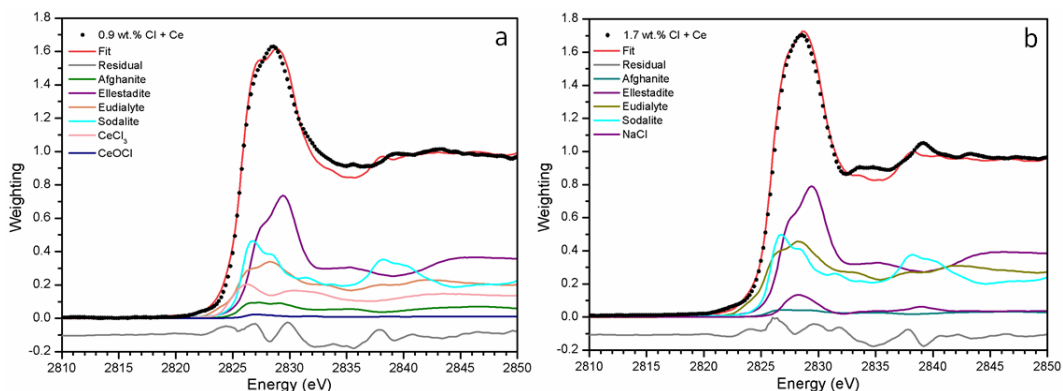 a
0.9 wt.% Cl + Ce
Fit
Residual
Afghanite
Ellestadite
Eudialyte
Sodalite
CeCl3
CeOCl
Weighting
1.8
1.6
1.4
1.2
1.0
0.8
0.6
0.4
0.2
0.0
-0.2
2810 2815 2820 2825 2830 2835 2840 2845 2850
Energy (eV)
b
1.7 wt.% Cl + Ce
Fit
Residual
Afghanite
Ellestadite
Eudialyte
Sodalite
NaCl
Weighting
1.8
1.6
1.4
1.2
1.0
0.8
0.6
0.4
0.2
0.0
-0.2
2810 2815 2820 2825 2830 2835 2840 2845 2850
Energy (eV)